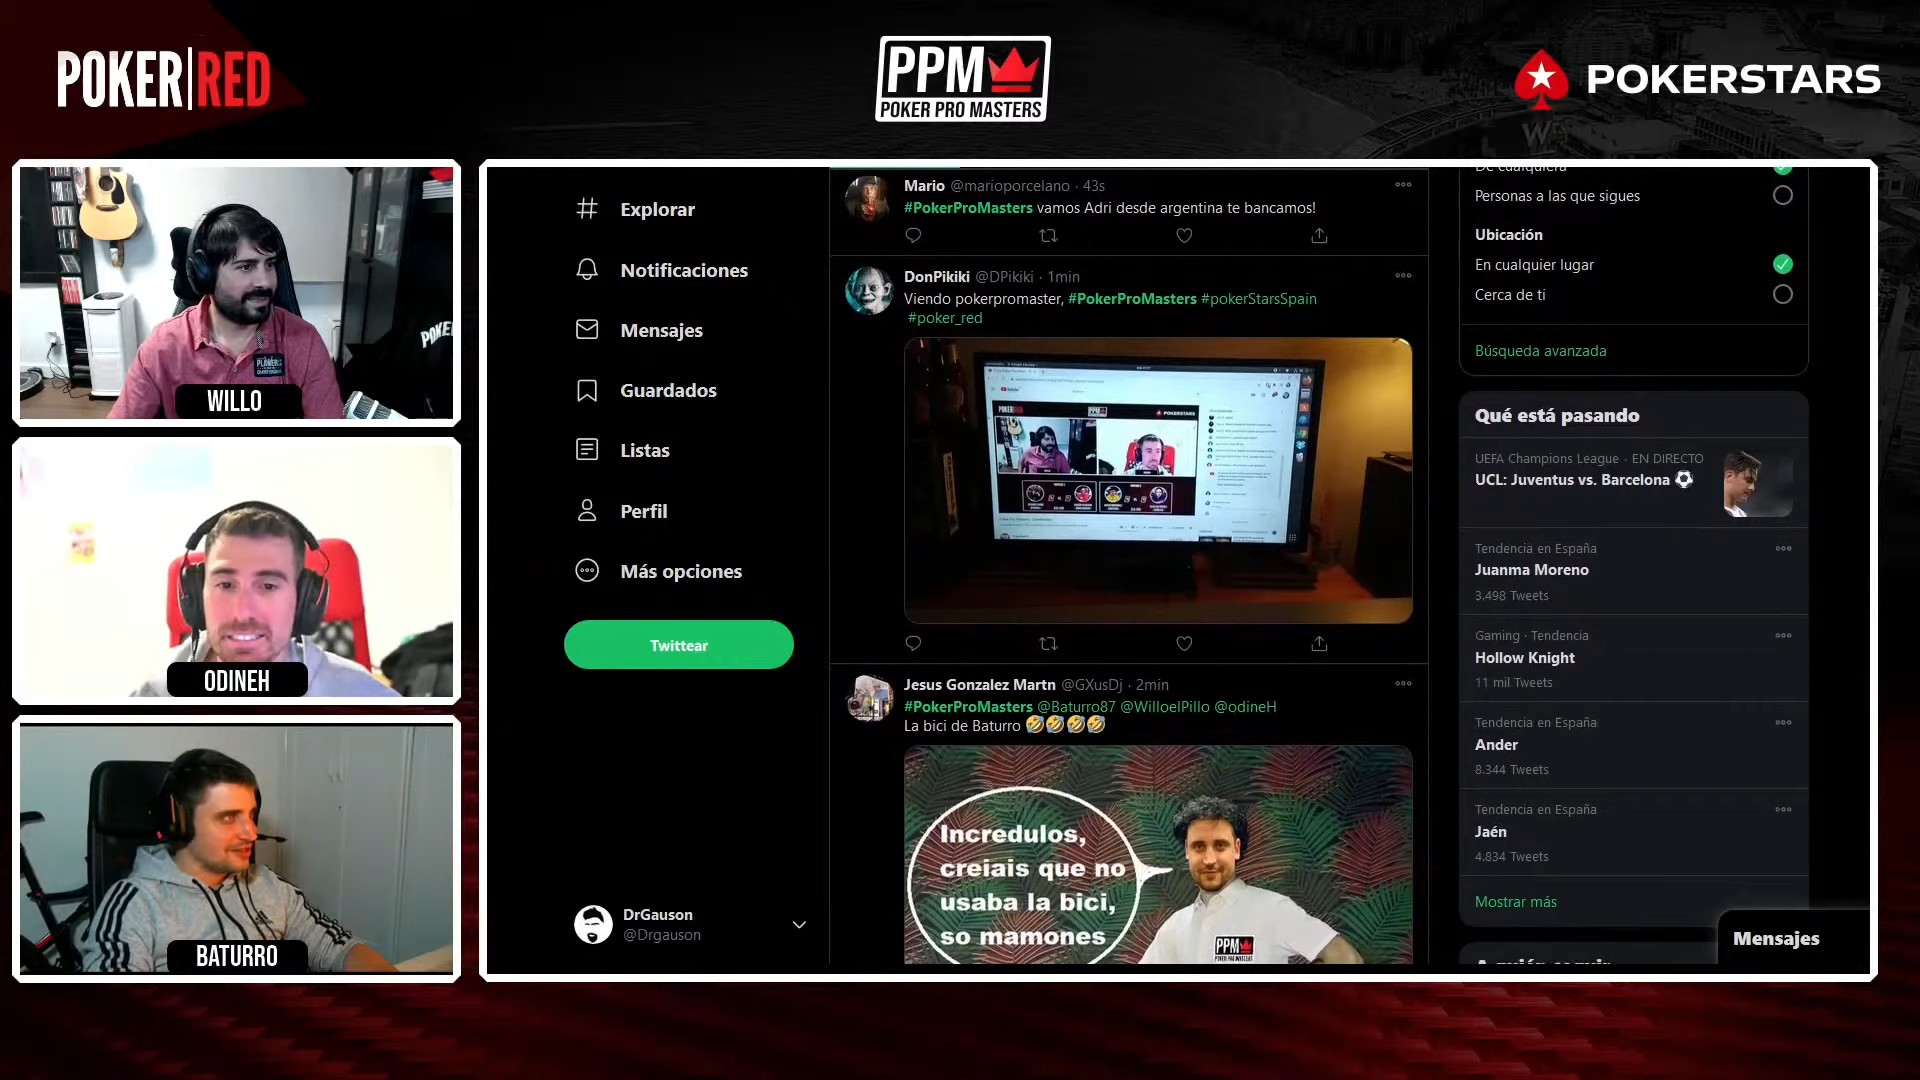 POKER|RED
PPM
POKER PRO MASTERS
POKERSTARS
WILLO
ODINEH
BATURRO
Explorar
Notificaciones
Mensajes
Guardados
Listas
Perfil
Más opciones
Twittear
DrGauson
@Drgauson
Mario @marioporcelano · 43s
#PokerProMasters vamos Adri desde argentina te bancamos!
DonPikiki @DPikiki · 1min
Viendo pokerpromaster, #PokerProMasters #pokerStarsSpain
#poker_red
Jesus Gonzalez Martn @GXusDj · 2min
#PokerProMasters @Baturro87 @WilloelPillo @odineH
La bici de Baturro 🤣🤣🤣🤣
Incredulos,
creiais que no
usaba la bici,
so mamones
PPM
De cualquiera
Personas a las que sigues
Ubicación
En cualquier lugar
Cerca de ti
Búsqueda avanzada
Qué está pasando
UEFA Champions League · EN DIRECTO
UCL: Juventus vs. Barcelona ⚽
Tendencia en España
Juanma Moreno
3.498 Tweets
Gaming · Tendencia
Hollow Knight
11 mil Tweets
Tendencia en España
Ander
8.344 Tweets
Tendencia en España
Jaén
4.834 Tweets
Mostrar más
Mensajes